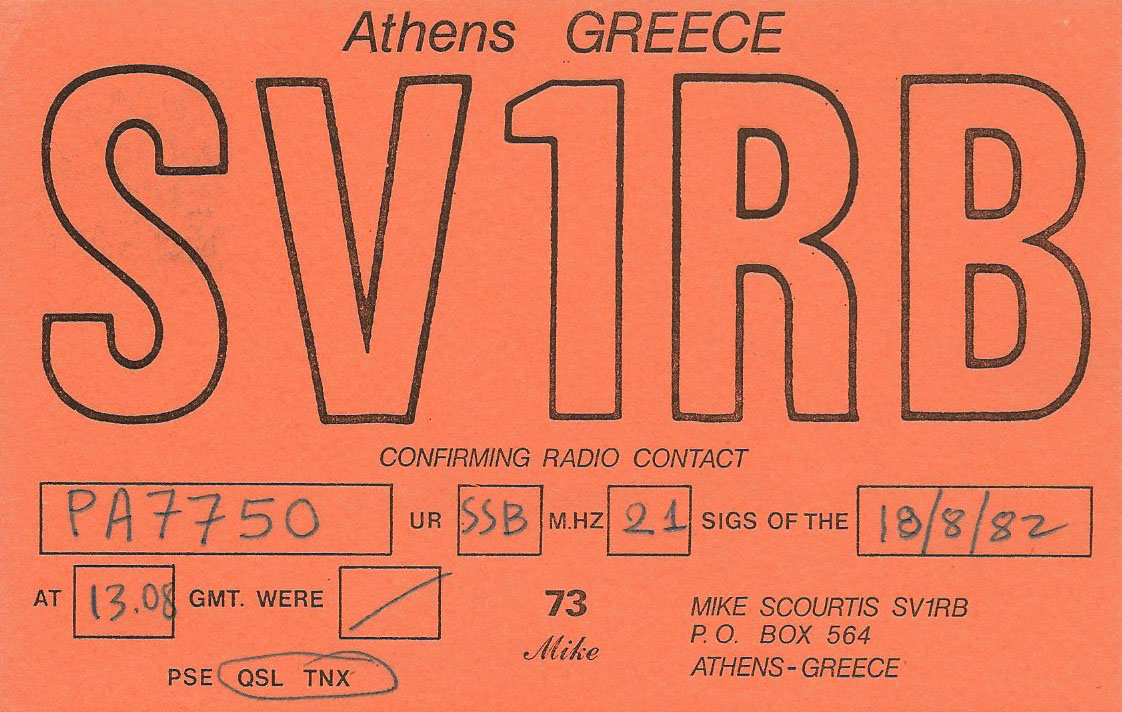 Athens GREECE
SV1RB
CONFIRMING RADIO CONTACT
PA7750 UR SSB M.HZ 21 SIGS OF THE 18/8/82
AT 13.08 GMT. WERE /
73
Mike
MIKE SCOURTIS SV1RB
P.O. BOX 564
ATHENS-GREECE
PSE QSL TNX